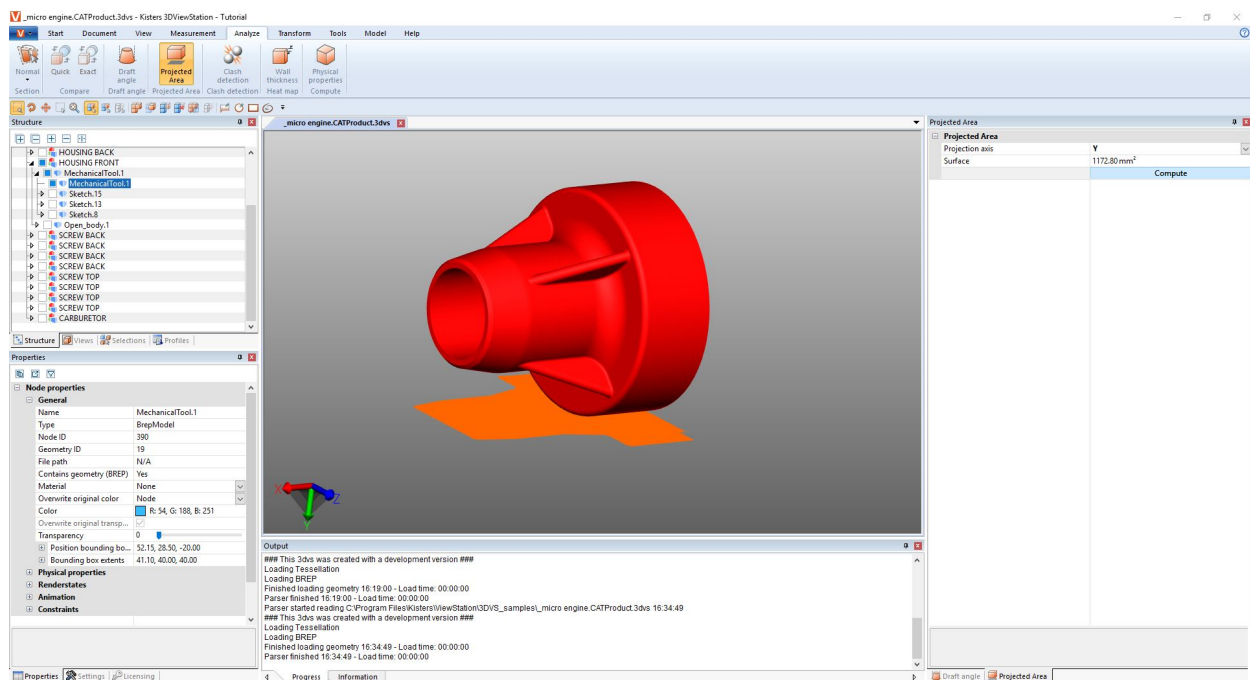 _micro engine.CATProduct.3dvs - Kisters 3DViewStation - Tutorial
V Start Document View Measurement Analyze Transform Tools Model Help
Normal Quick Exact Draft angle Projected Area Clash detection Wall thickness Physical properties
Section Compare Draft angle Projected Area Clash detection Heat map Compute
Structure
HOUSING BACK
HOUSING FRONT
MechanicalTool.1
MechanicalTool.1
Sketch.15
Sketch.13
Sketch.8
Open_body.1
SCREW BACK
SCREW BACK
SCREW BACK
SCREW BACK
SCREW TOP
SCREW TOP
SCREW TOP
SCREW TOP
CARBURETOR
Structure Views Selections Profiles
Properties
Node properties
General
Name MechanicalTool.1
Type BrepModel
Node ID 390
Geometry ID 19
File path N/A
Contains geometry (BREP) Yes
Material None
Overwrite original color Node
Color R: 54, G: 188, B: 251
Overwrite original transp...
Transparency 0
Position bounding bo... 52.15, 28.50, -20.00
Bounding box extents 41.10, 40.00, 40.00
Physical properties
Renderstates
Animation
Constraints
Properties Settings Licensing
_micro engine.CATProduct.3dvs
X Z
Y
Output
### This 3dvs was created with a development version ###
Loading Tessellation
Loading BREP
Finished loading geometry 16:19:00 - Load time: 00:00:00
Parser finished 16:19:00 - Load time: 00:00:00
Parser started reading C:\Program Files\Kisters\ViewStation\3DVS_samples\_micro engine.CATProduct.3dvs 16:34:49
### This 3dvs was created with a development version ###
Loading Tessellation
Loading BREP
Finished loading geometry 16:34:49 - Load time: 00:00:00
Parser finished 16:34:49 - Load time: 00:00:00
Progress Information
Projected Area
Projected Area
Projection axis Y
Surface 1172.80 mm²
Compute
Draft angle Projected Area